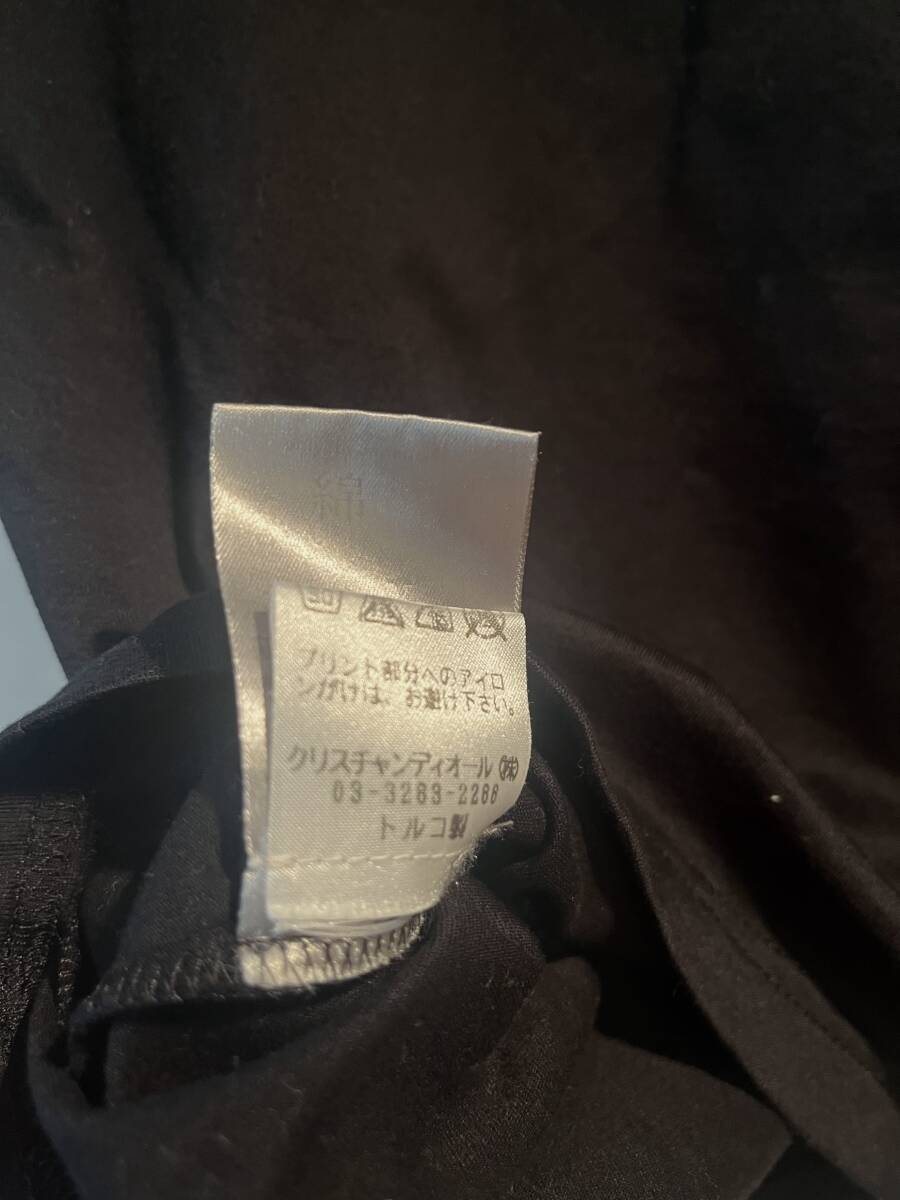 綿
プリント部分へのアイロ
ンがけは、お避け下さい。
クリスチャンディオール(株)
03-3263-2266
トルコ製